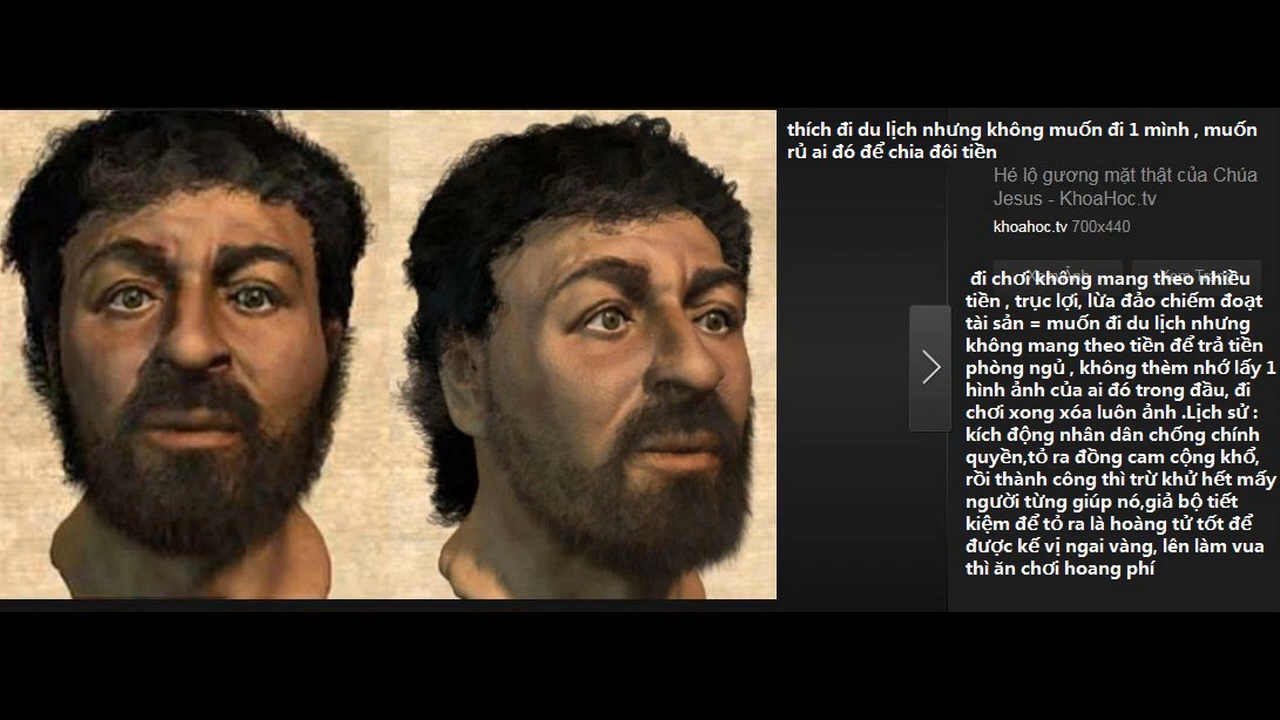 thích đi du lịch nhưng không muốn đi 1 mình , muốn
rủ ai đó để chia đôi tiền
Hé lộ gương mặt thật của Chúa
Jesus - KhoaHoc.tv
khoahoc.tv 700x440
đi chơi không mang theo nhiều
tiền , trục lợi, lừa đảo chiếm đoạt
tài sản = muốn đi du lịch nhưng
không mang theo tiền để trả tiền
phòng ngủ , không thèm nhớ lấy 1
hình ảnh của ai đó trong đầu, đi
chơi xong xóa luôn ảnh .Lịch sử :
kích động nhân dân chống chính
quyền,tỏ ra đồng cam cộng khổ,
rồi thành công thì trừ khử hết mấy
người từng giúp nó,giả bộ tiết
kiệm để tỏ ra là hoàng tử tốt để
được kế vị ngai vàng, lên làm vua
thì ăn chơi hoang phí